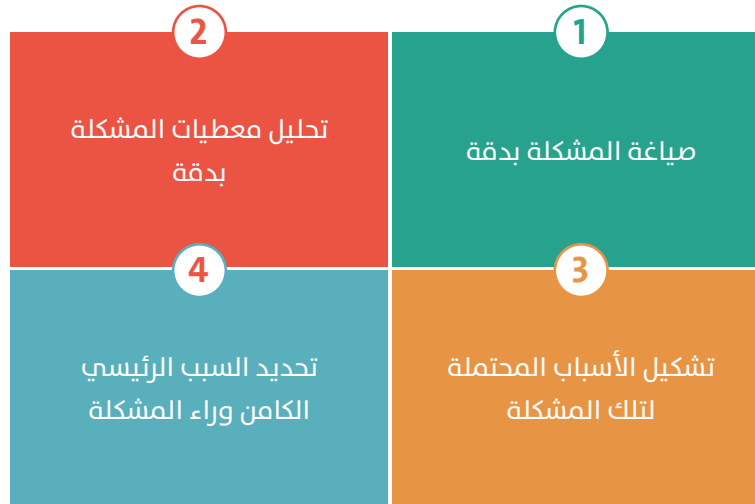 1
صياغة المشكلة بدقة
2
تحليل معطيات المشكلة
بدقة
3
تشكيل الأسباب المحتملة
لتلك المشكلة
4
تحديد السبب الرئيسي
الكامن وراء المشكلة